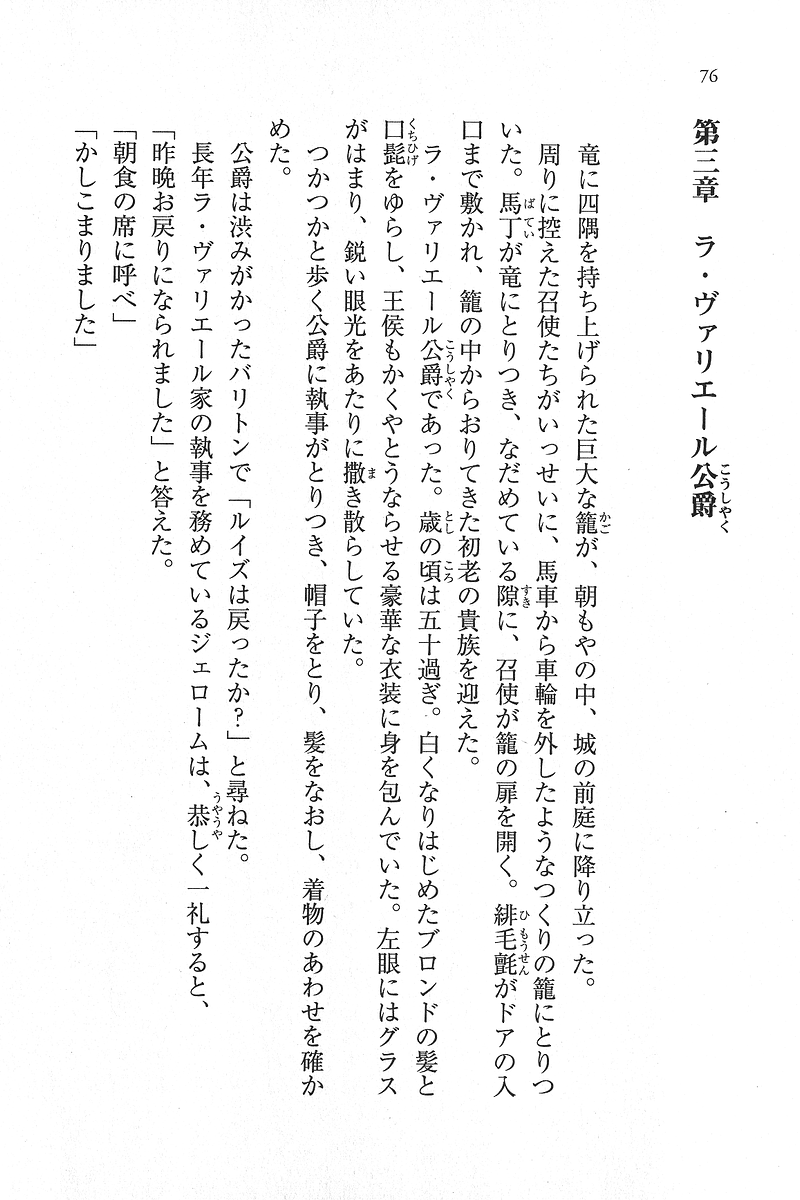 76
第三章　ラ・ヴァリエール公爵
竜に四隅を持ち上げられた巨大な籠が、朝もやの中、城の前庭に降り立った。
周りに控えた召使たちがいっせいに、馬車から車輪を外したようなつくりの籠にとりつ
いた。馬丁が竜にとりつき、なだめている隙に、召使が籠の扉を開く。緋毛氈がドアの入
口まで敷かれ、籠の中からおりてきた初老の貴族を迎えた。
ラ・ヴァリエール公爵であった。歳の頃は五十過ぎ。白くなりはじめたブロンドの髪と
口髭をゆらし、王侯もかくやとうならせる豪華な衣装に身を包んでいた。左眼にはグラス
がはまり、鋭い眼光をあたりに撒き散らしていた。
つかつかと歩く公爵に執事がとりつき、帽子をとり、髪をなおし、着物のあわせを確か
めた。
公爵は渋みがかったバリトンで「ルイズは戻ったか？」と尋ねた。
長年ラ・ヴァリエール家の執事を務めているジェロームは、恭しく一礼すると、
「昨晩お戻りになられました」と答えた。
「朝食の席に呼べ」
「かしこまりました」